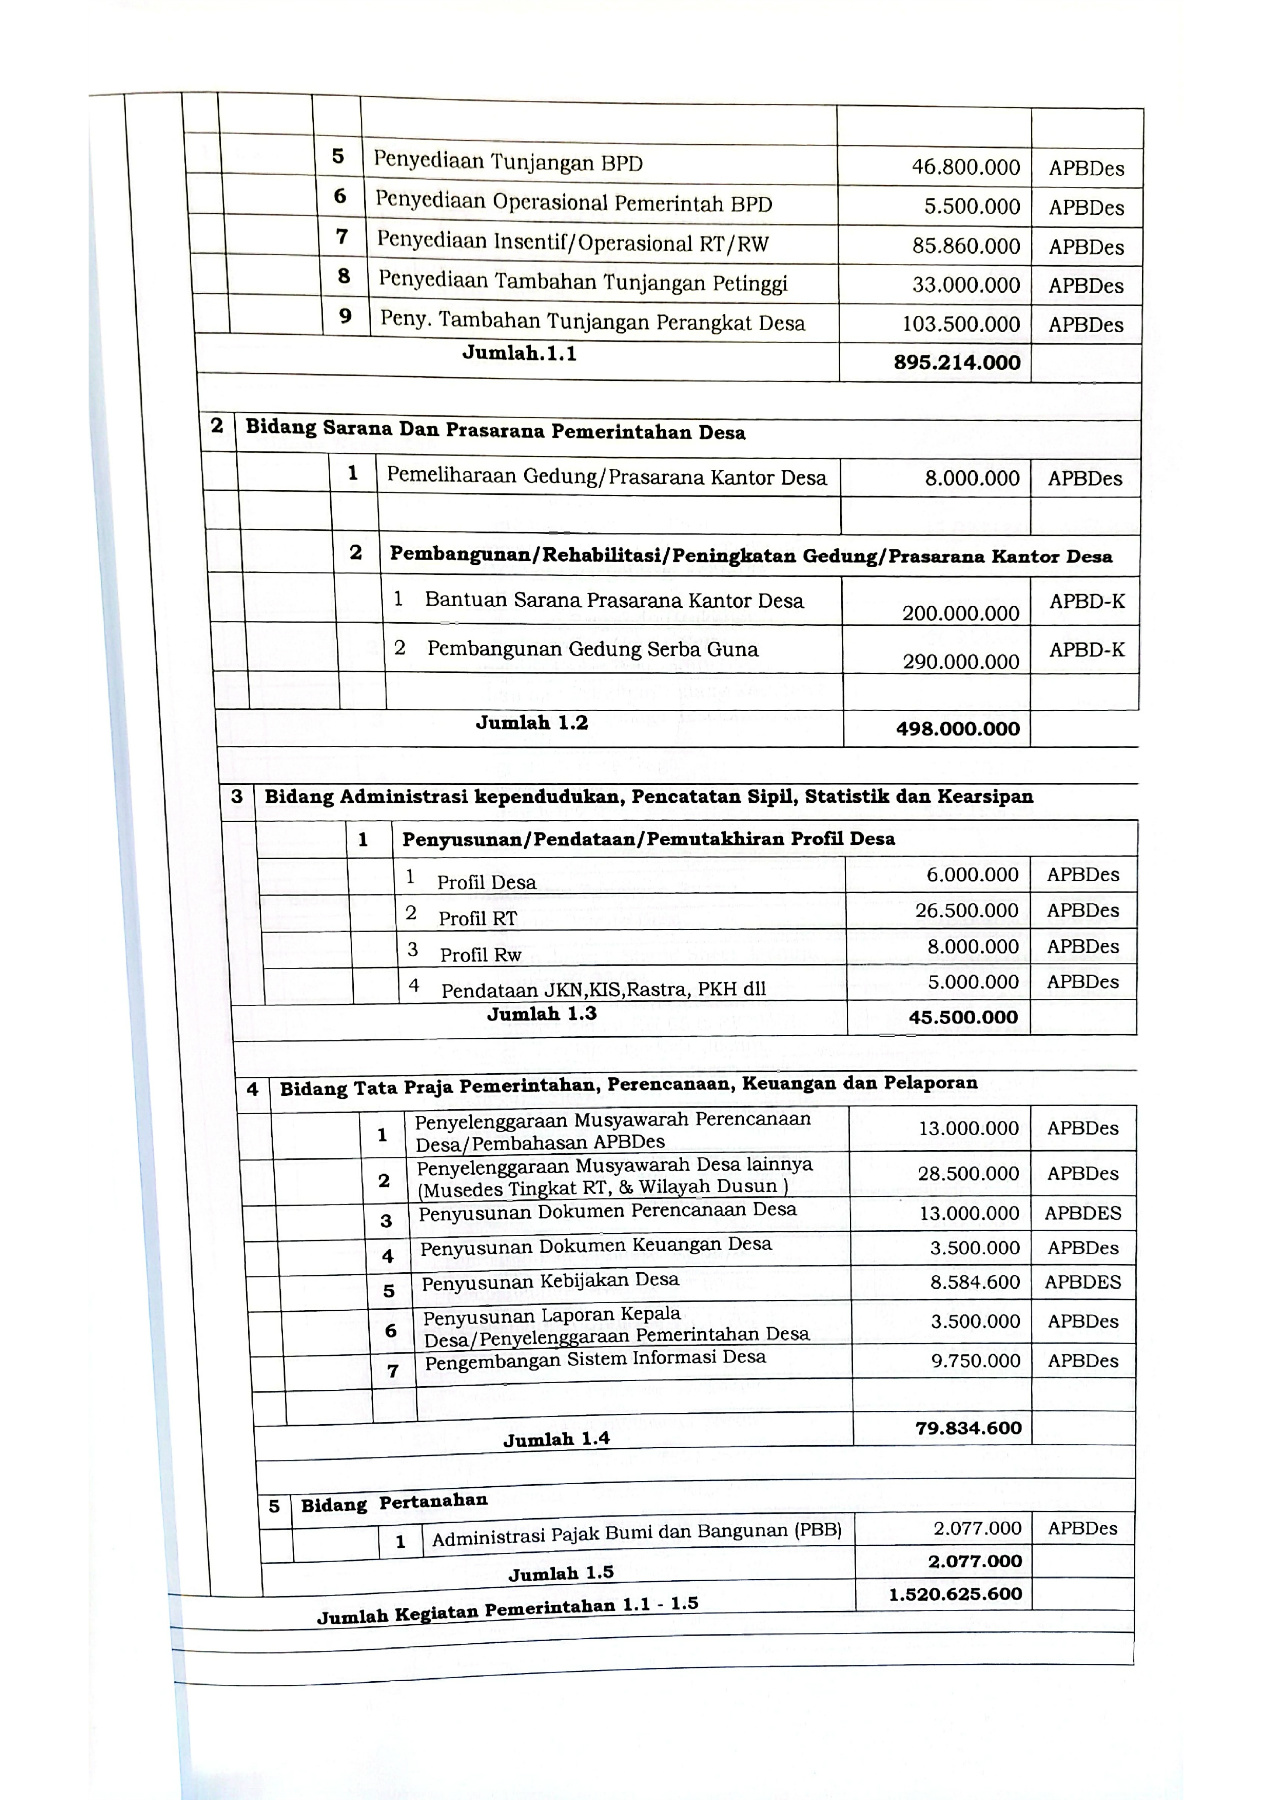 5 Penyediaan Tunjangan BPD 46.800.000 APBDes
6 Penyediaan Operasional Pemerintah BPD 5.500.000 APBDes
7 Penyediaan Insentif/Operasional RT/RW 85.860.000 APBDes
8 Penyediaan Tambahan Tunjangan Petinggi 33.000.000 APBDes
9 Peny. Tambahan Tunjangan Perangkat Desa 103.500.000 APBDes
Jumlah.1.1 895.214.000
2 Bidang Sarana Dan Prasarana Pemerintahan Desa
1 Pemeliharaan Gedung/Prasarana Kantor Desa 8.000.000 APBDes
2 Pembangunan/Rehabilitasi/Peningkatan Gedung/Prasarana Kantor Desa
1 Bantuan Sarana Prasarana Kantor Desa 200.000.000 APBD-K
2 Pembangunan Gedung Serba Guna 290.000.000 APBD-K
Jumlah 1.2 498.000.000
3 Bidang Administrasi kependudukan, Pencatatan Sipil, Statistik dan Kearsipan
1 Penyusunan/Pendataan/Pemutakhiran Profil Desa
1 Profil Desa 6.000.000 APBDes
2 Profil RT 26.500.000 APBDes
3 Profil Rw 8.000.000 APBDes
4 Pendataan JKN,KIS,Rastra, PKH dll 5.000.000 APBDes
Jumlah 1.3 45.500.000
4 Bidang Tata Praja Pemerintahan, Perencanaan, Keuangan dan Pelaporan
1 Penyelenggaraan Musyawarah Perencanaan
Desa/Pembahasan APBDes 13.000.000 APBDes
2 Penyelenggaraan Musyawarah Desa lainnya
(Musedes Tingkat RT, & Wilayah Dusun ) 28.500.000 APBDes
3 Penyusunan Dokumen Perencanaan Desa 13.000.000 APBDES
4 Penyusunan Dokumen Keuangan Desa 3.500.000 APBDes
5 Penyusunan Kebijakan Desa 8.584.600 APBDES
6 Penyusunan Laporan Kepala
Desa/Penyelenggaraan Pemerintahan Desa 3.500.000 APBDes
7 Pengembangan Sistem Informasi Desa 9.750.000 APBDes
Jumlah 1.4 79.834.600
5 Bidang Pertanahan
1 Administrasi Pajak Bumi dan Bangunan (PBB) 2.077.000 APBDes
Jumlah 1.5 2.077.000
Jumlah Kegiatan Pemerintahan 1.1 - 1.5 1.520.625.600